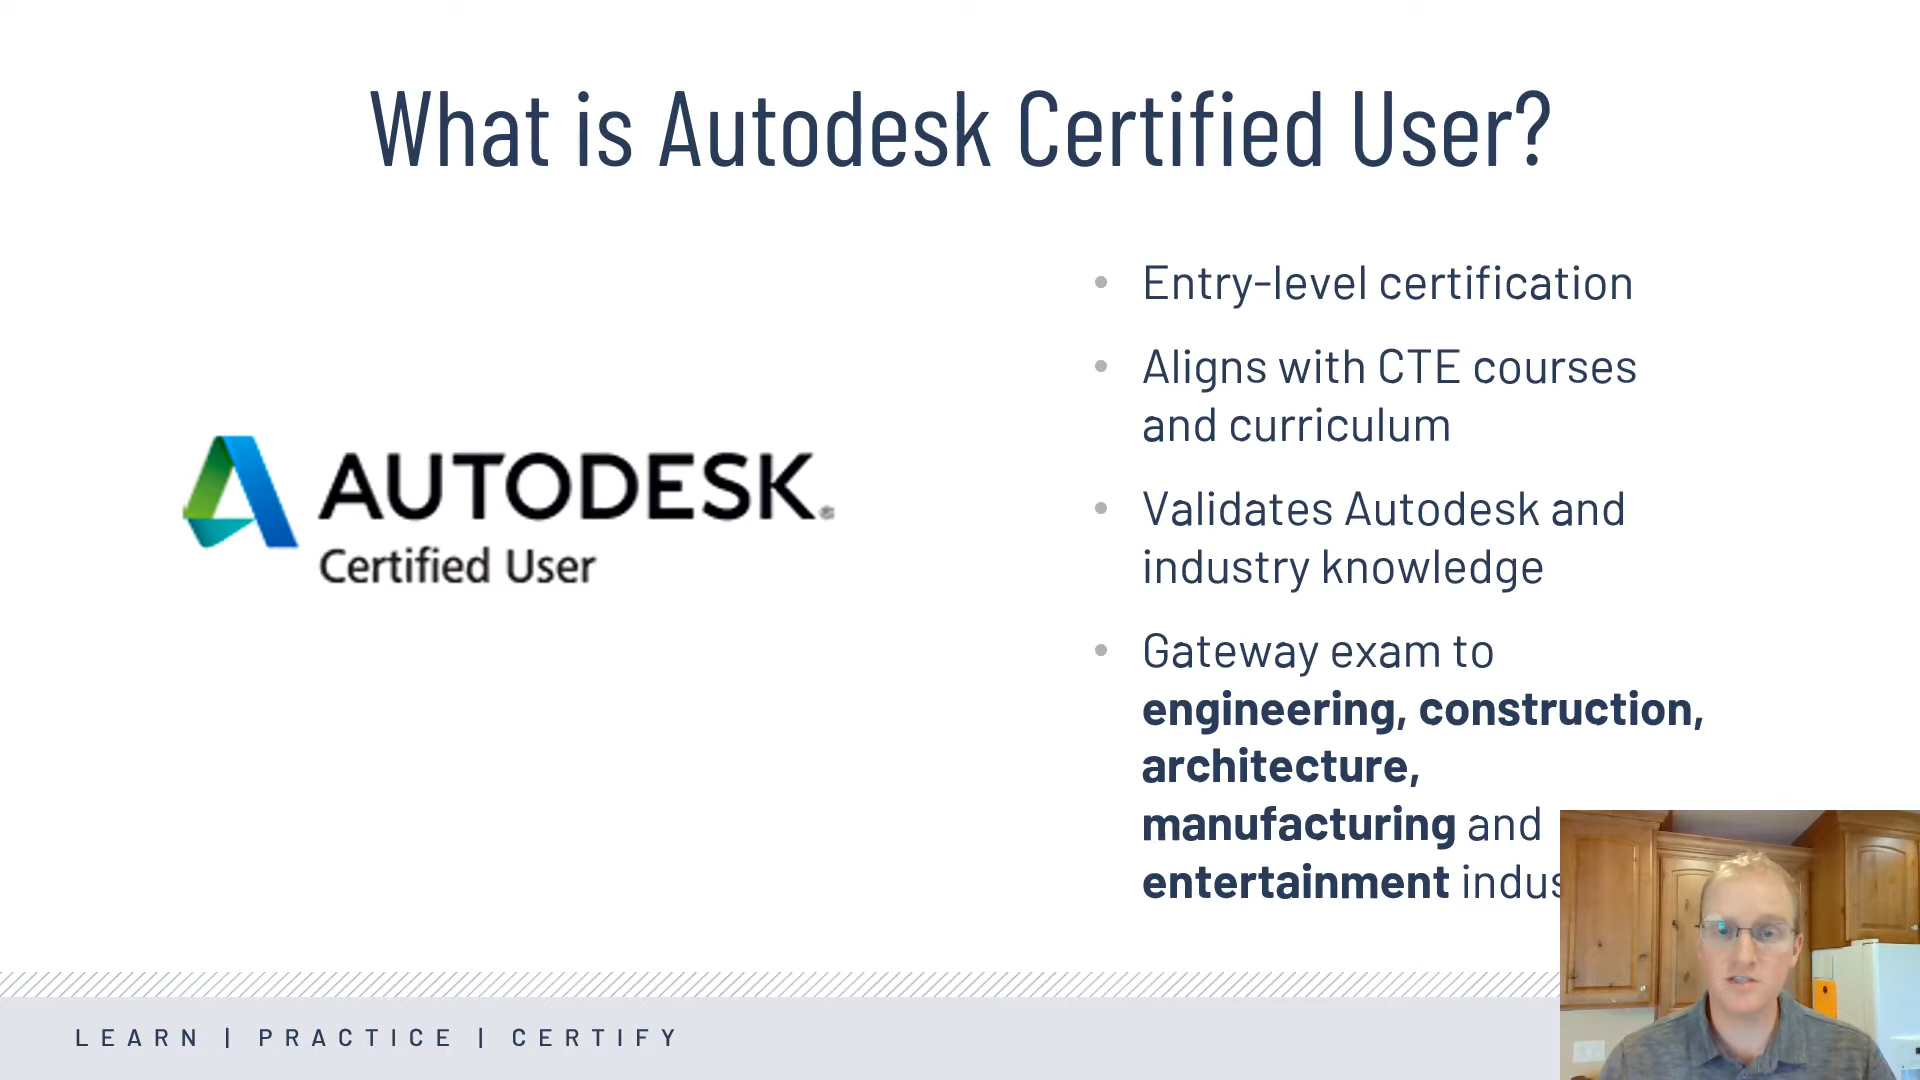 What is Autodesk Certified User?
• Entry-level certification
• Aligns with CTE courses
and curriculum
• Validates Autodesk and
industry knowledge
• Gateway exam to
engineering, construction,
architecture,
manufacturing and
entertainment
AUTODESK®
Certified User
LEARN | PRACTICE | CERTIFY